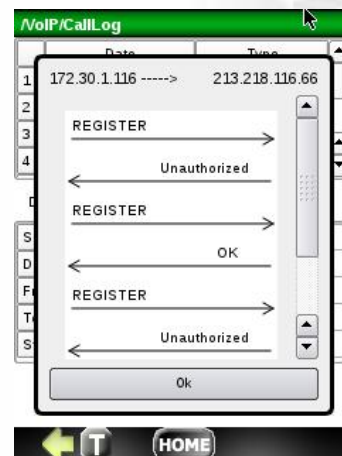 /VoIP/CallLog
Date Type
1
172.30.1.116 -----> 213.218.116.66
2
REGISTER
3
4
Unauthorized
REGISTER
S
OK
D
REGISTER
S
Unauthorized
Ok
T HOME